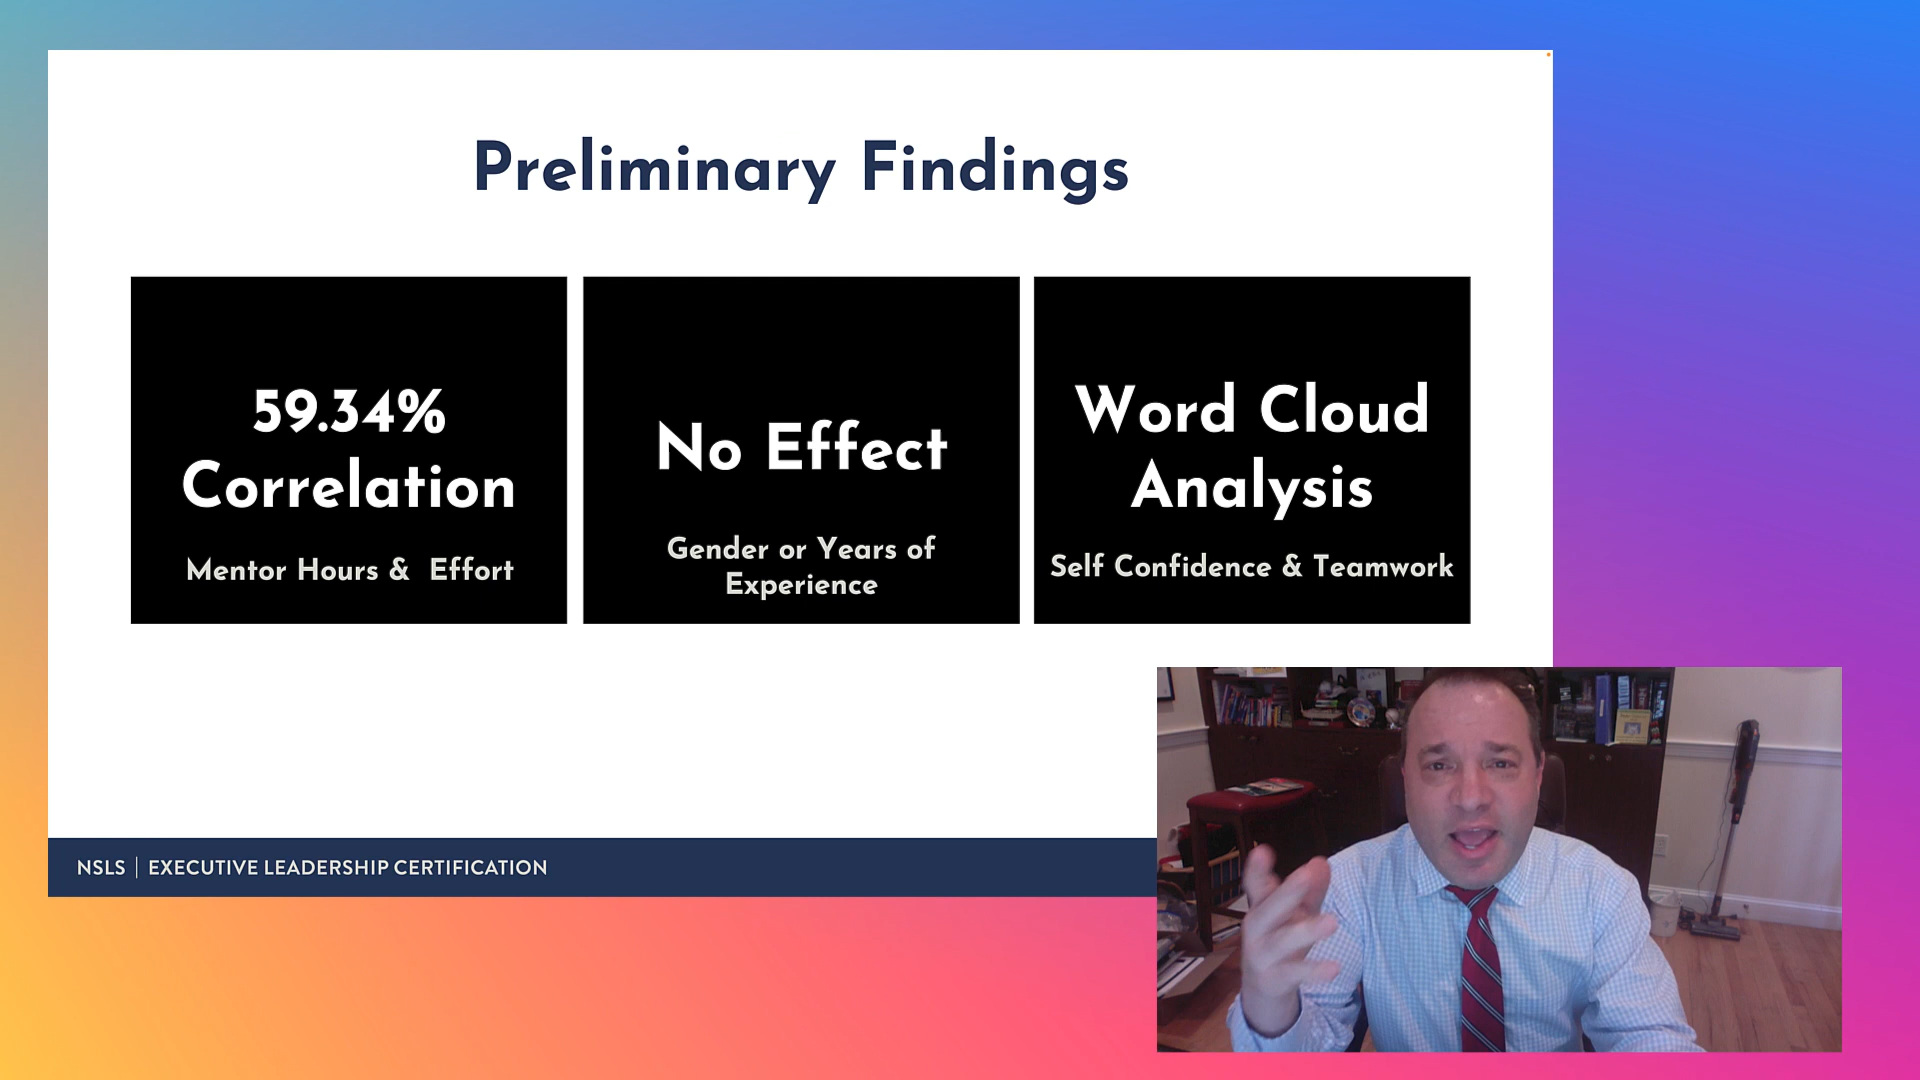 Preliminary Findings
59.34%
Correlation
Mentor Hours & Effort
No Effect
Gender or Years of
Experience
Word Cloud
Analysis
Self Confidence & Teamwork
NSLS | EXECUTIVE LEADERSHIP CERTIFICATION